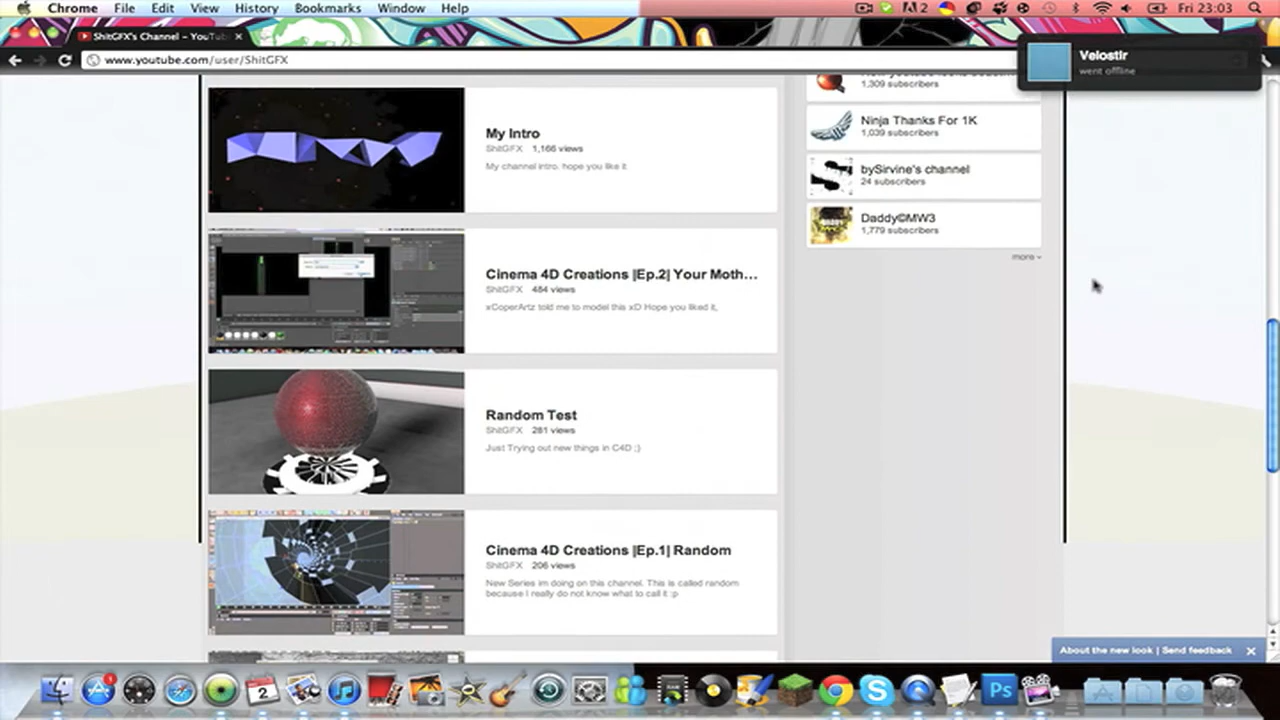 Chrome File Edit View History Bookmarks Window Help
2 Fri 23:03
ShitGFX's Channel - YouTub
www.youtube.com/user/ShitGFX
Velostir
went offline
My Intro
ShitGFX 1,166 views
My channel intro. hope you like it
Cinema 4D Creations |Ep.2| Your Moth...
ShitGFX 484 views
xCoperArtz told me to model this xD Hope you liked it,
Random Test
ShitGFX 281 views
Just Trying out new things in C4D ;)
Cinema 4D Creations |Ep.1| Random
ShitGFX 206 views
New Series im doing on this channel. This is called random
because I really do not know what to call it :p
1,309 subscribers
Ninja Thanks For 1K
1,039 subscribers
bySirvine's channel
24 subscribers
Daddy©MW3
1,779 subscribers
more
About the new look | Send feedback
2
Ps